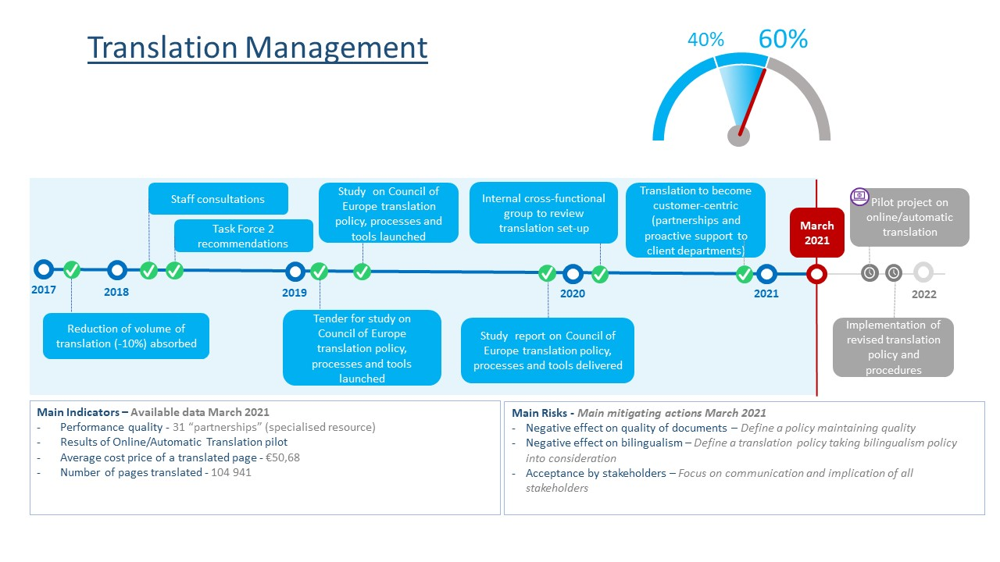 Translation Management
40%
60%
Staff consultations
Task Force 2
recommendations
Study on Council of
Europe translation
policy, processes and
tools launched
Internal cross-functional
group to review
translation set-up
Translation to become
customer-centric
(partnerships and
proactive support to
client departments)
March
2021
Pilot project on
online/automatic
translation
2017
2018
2019
2020
2021
2022
Reduction of volume of
translation (-10%) absorbed
Tender for study on
Council of Europe
translation policy,
processes and tools
launched
Study report on Council of
Europe translation policy,
processes and tools delivered
Implementation of
revised translation
policy and
procedures
Main Indicators – Available data March 2021
- Performance quality - 31 “partnerships” (specialised resource)
- Results of Online/Automatic Translation pilot
- Average cost price of a translated page - €50,68
- Number of pages translated - 104 941
Main Risks - Main mitigating actions March 2021
- Negative effect on quality of documents – Define a policy maintaining quality
- Negative effect on bilingualism – Define a translation policy taking bilingualism policy
into consideration
- Acceptance by stakeholders – Focus on communication and implication of all
stakeholders